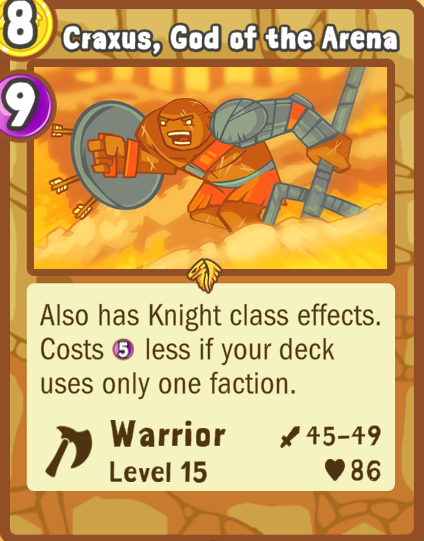 8
Craxus, God of the Arena
9
Also has Knight class effects.
Costs 5 less if your deck
uses only one faction.
Warrior 45–49
Level 15 86